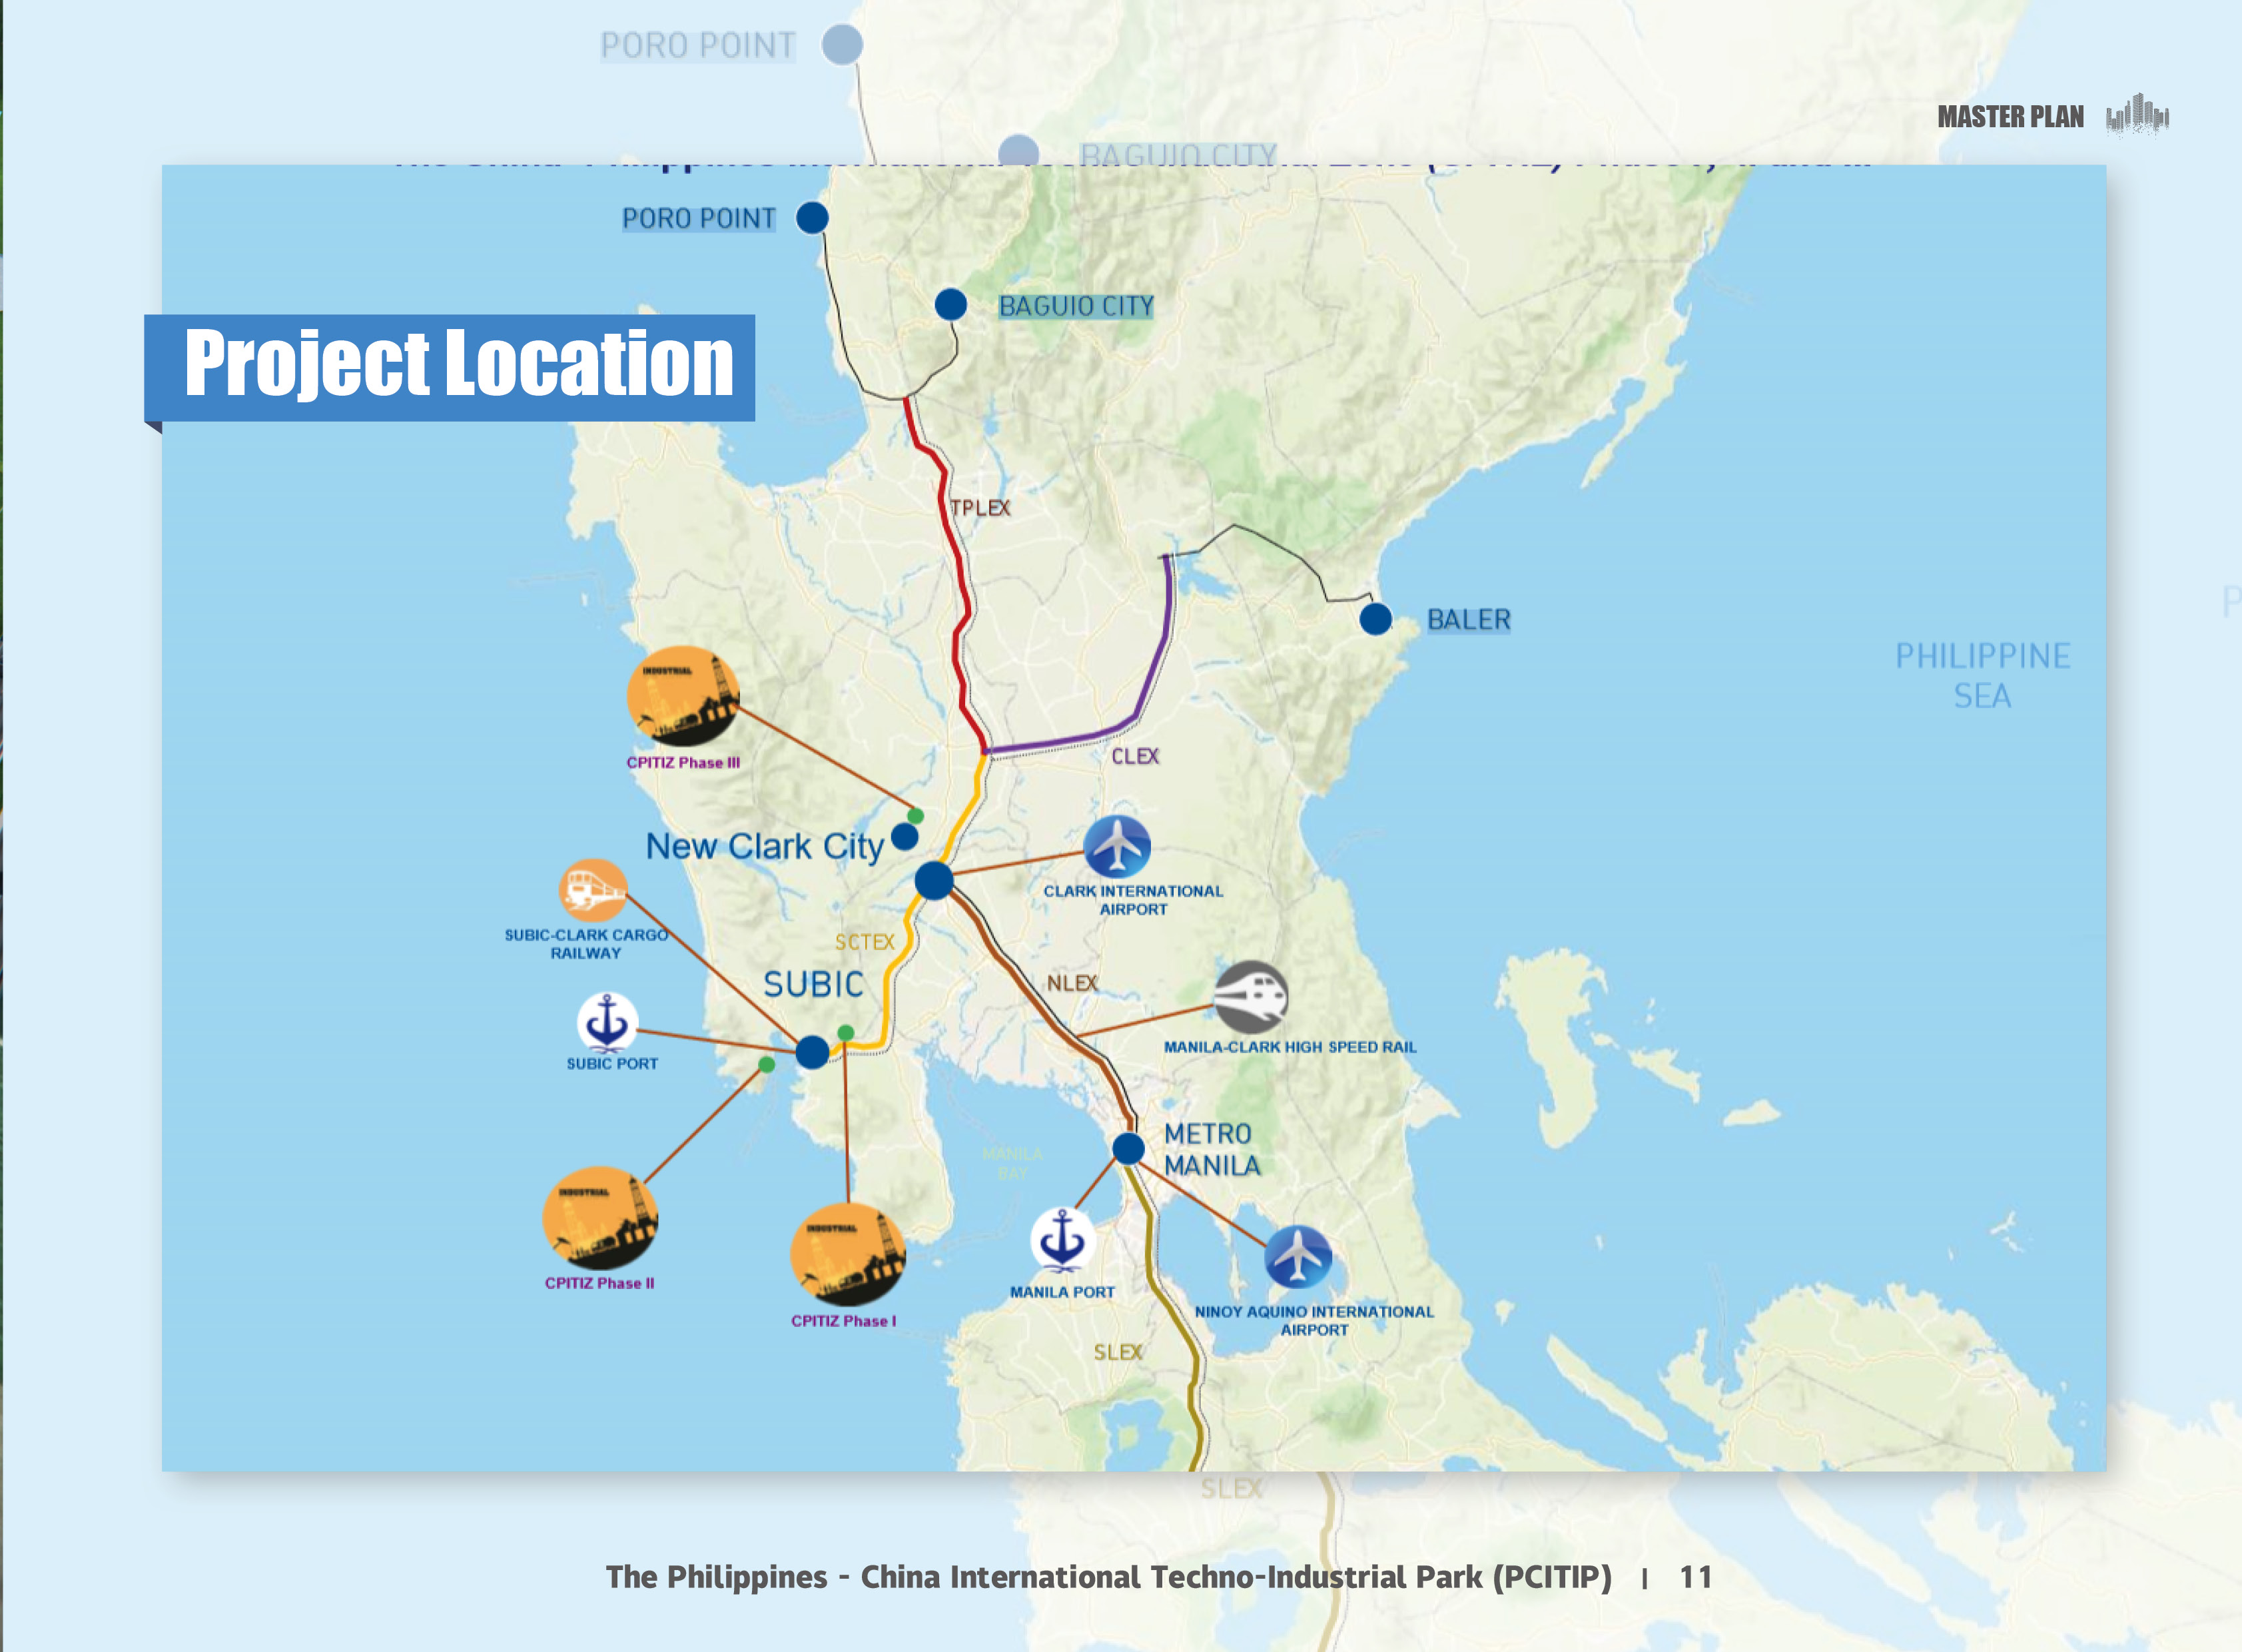 PORO POINT
BAGUIO CITY
MASTER PLAN
PORO POINT
BAGUIO CITY
Project Location
TPLEX
BALER
PHILIPPINE
SEA
INDUSTRIAL
CPITIZ Phase III
CLEX
New Clark City
CLARK INTERNATIONAL
AIRPORT
SUBIC-CLARK CARGO
RAILWAY
SCTEX
SUBIC
NLEX
SUBIC PORT
MANILA-CLARK HIGH SPEED RAIL
METRO
MANILA
MANILA
BAY
INDUSTRIAL
CPITIZ Phase II
INDUSTRIAL
CPITIZ Phase I
MANILA PORT
NINOY AQUINO INTERNATIONAL
AIRPORT
SLEX
SLEX
The Philippines - China International Techno-Industrial Park (PCITIP) | 11